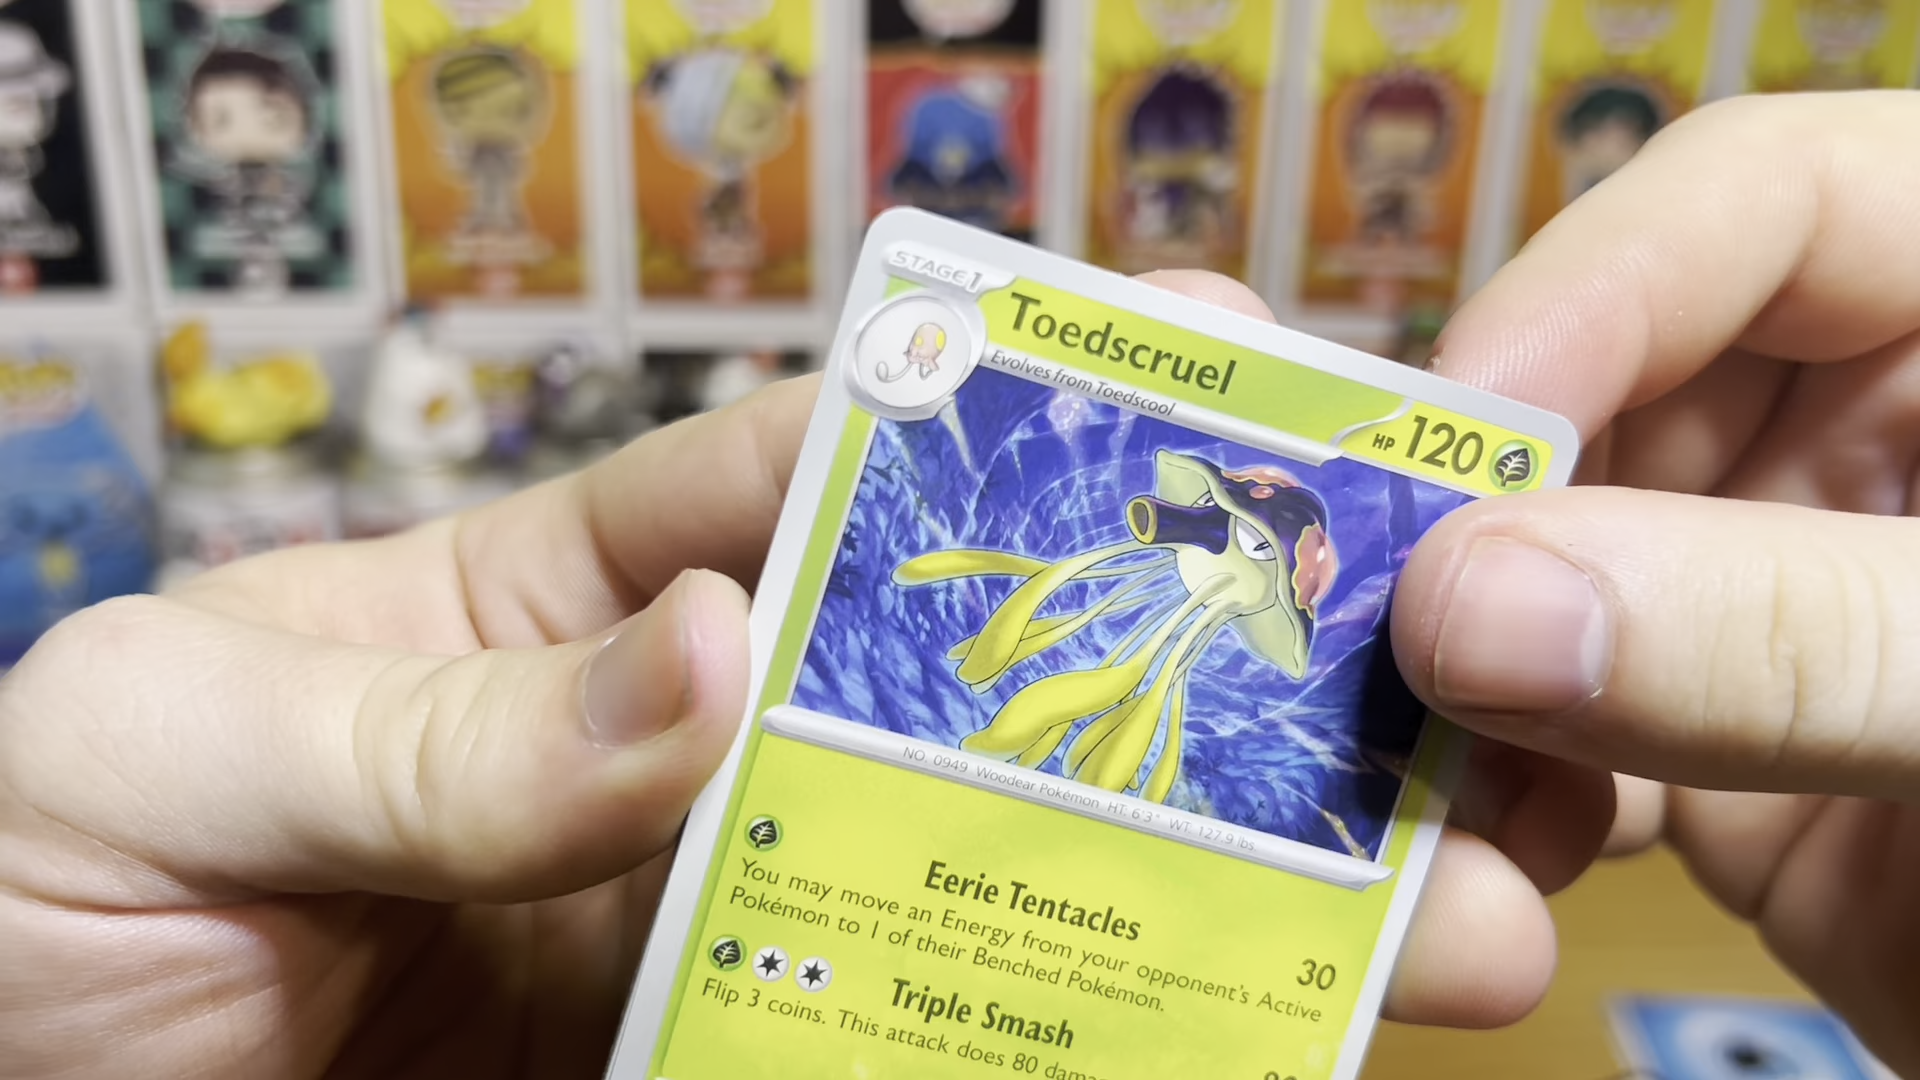 STAGE 1
Toedscruel
Evolves from Toedscool
HP 120
NO. 0949 Woodear Pokémon HT: 6'3" WT: 127.9 lbs.
Eerie Tentacles 30
You may move an Energy from your opponent's Active
Pokémon to 1 of their Benched Pokémon.
Triple Smash
Flip 3 coins. This attack does 80